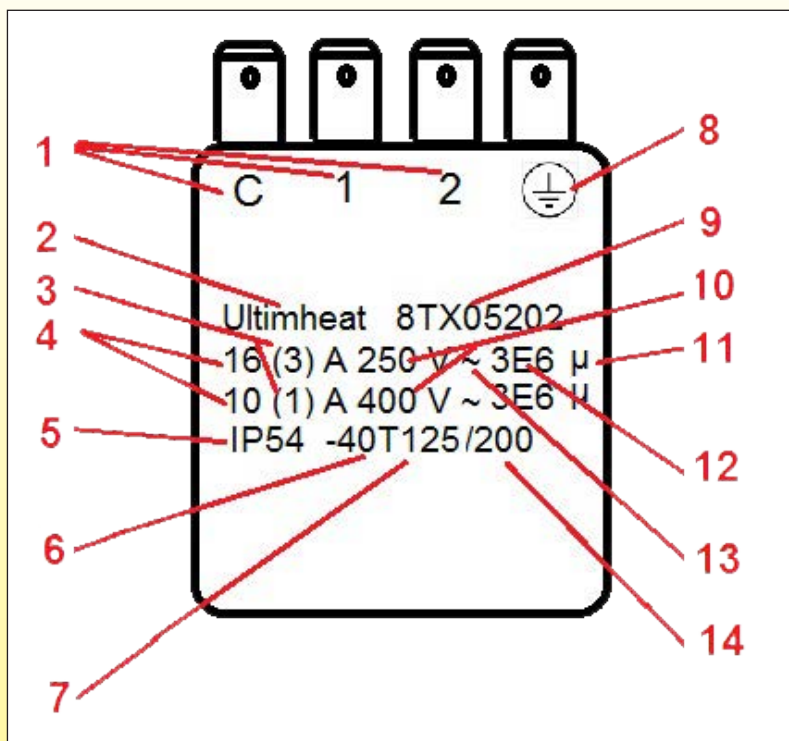 1 C 1 2 8
2 9
3 Ultimheat 8TX05202 10
4 16 (3) A 250 V ~ 3E6 µ 11
10 (1) A 400 V ~ 3E6 µ
5 IP54 -40T125/200 12
6 13
7 14